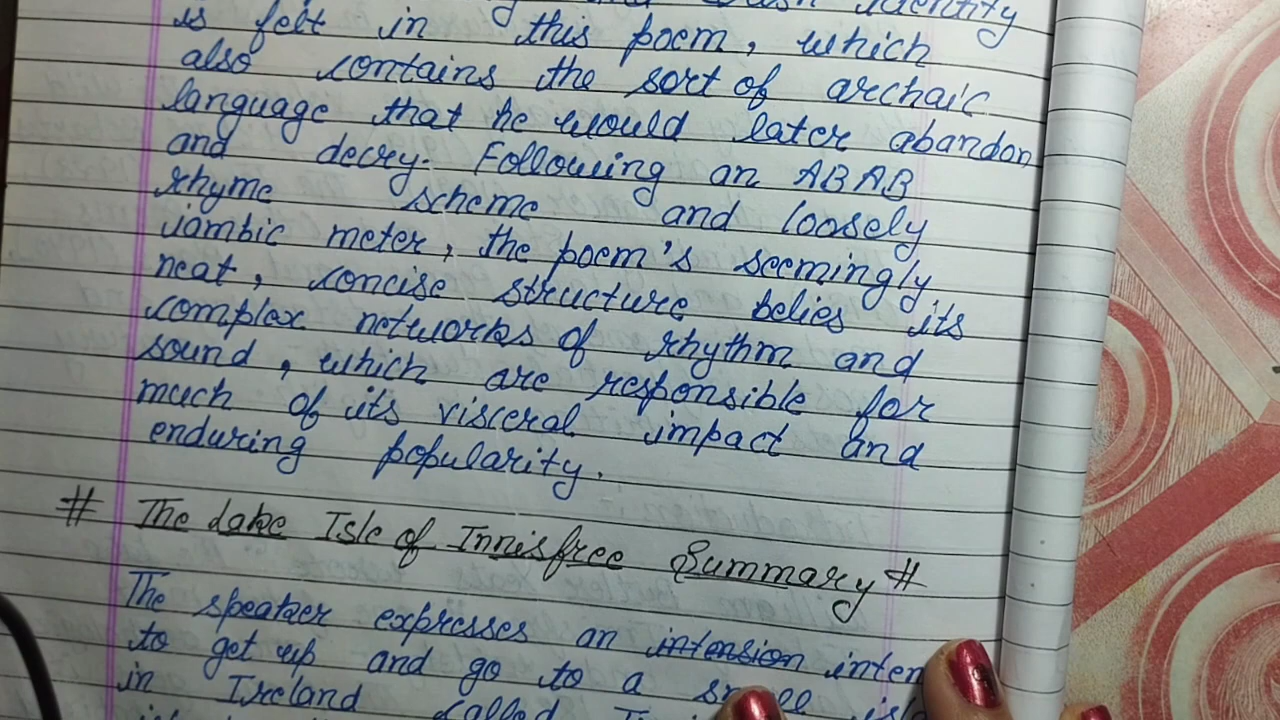 identity
is felt in this poem, which
also contains the sort of archaic
language that he would later abandon
and decry. Following an ABAB
rhyme scheme and loosely
iambic meter, the poem's seemingly
neat, concise structure belies its
complex networks of rhythm and
sound, which are responsible for
much of its visceral impact and
enduring popularity.
# The Lake Isle of Innisfree Summary #
The speaker expresses an intension inten
to get up and go to a
in Ireland called